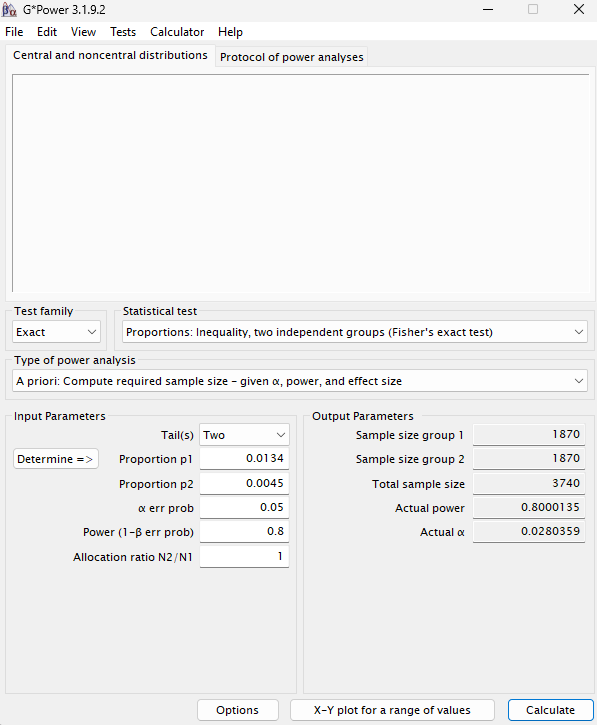 G*Power 3.1.9.2
File Edit View Tests Calculator Help
Central and noncentral distributions Protocol of power analyses
Test family Statistical test
Exact Proportions: Inequality, two independent groups (Fisher's exact test)
Type of power analysis
A priori: Compute required sample size – given α, power, and effect size
Input Parameters Output Parameters
Tail(s) Two Sample size group 1 1870
Determine => Proportion p1 0.0134 Sample size group 2 1870
Proportion p2 0.0045 Total sample size 3740
α err prob 0.05 Actual power 0.8000135
Power (1-β err prob) 0.8 Actual α 0.0280359
Allocation ratio N2/N1 1
Options X-Y plot for a range of values Calculate